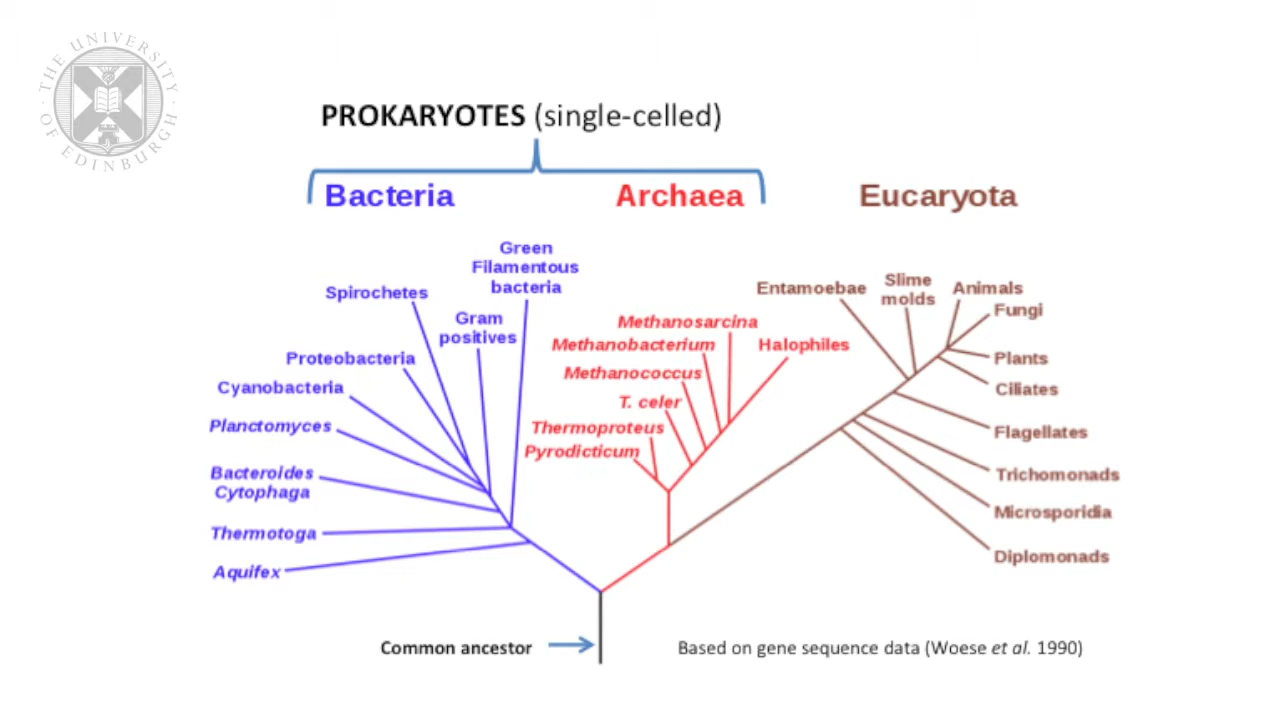 THE UNIVERSITY OF EDINBURGH
PROKARYOTES (single-celled)
Bacteria
Archaea
Eucaryota
Green
Filamentous
bacteria
Spirochetes
Gram
positives
Proteobacteria
Cyanobacteria
Planctomyces
Bacteroides
Cytophaga
Thermotoga
Aquifex
Methanosarcina
Methanobacterium
Halophiles
Methanococcus
T. celer
Thermoproteus
Pyrodicticum
Entamoebae
Slime
molds
Animals
Fungi
Plants
Ciliates
Flagellates
Trichomonads
Microsporidia
Diplomonads
Common ancestor
Based on gene sequence data (Woese et al. 1990)